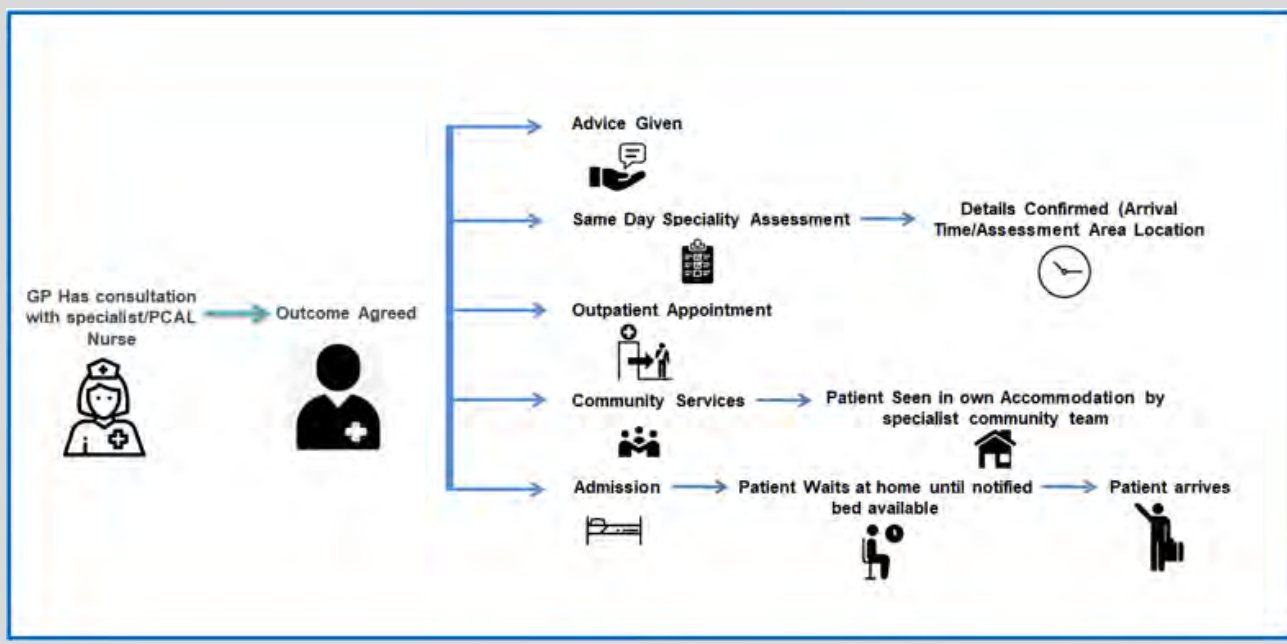 GP Has consultation
with specialist/PCAL
Nurse
Outcome Agreed
Advice Given
Same Day Speciality Assessment
Details Confirmed (Arrival
Time/Assessment Area Location
Outpatient Appointment
Community Services
Patient Seen in own Accommodation by
specialist community team
Admission
Patient Waits at home until notified
bed available
Patient arrives